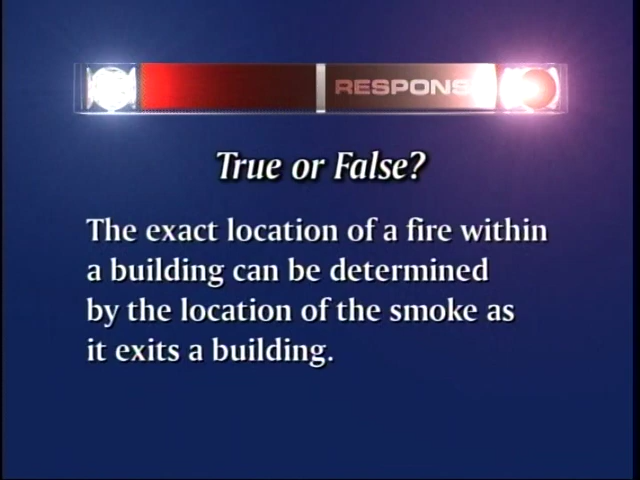 RESPONS
True or False?
The exact location of a fire within
a building can be determined
by the location of the smoke as
it exits a building.